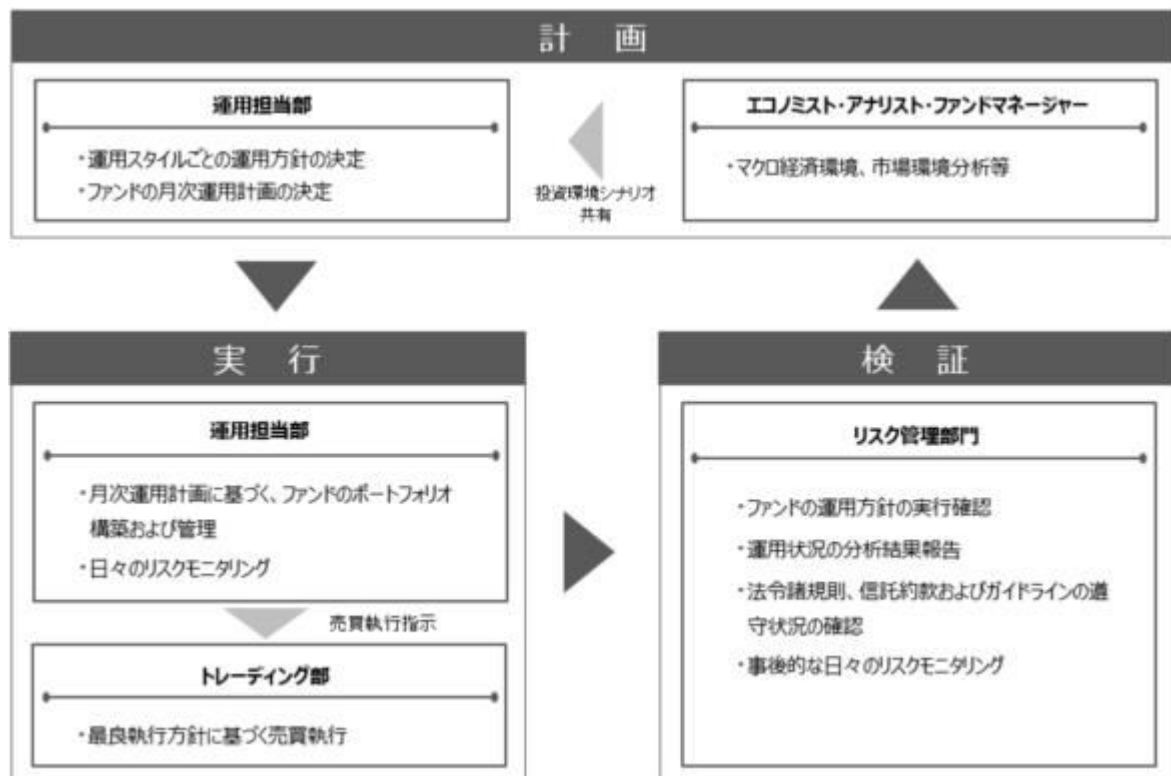 計 画
運用担当部
・運用スタイルごとの運用方針の決定
・ファンドの月次運用計画の決定
投資環境シナリオ
共有
エコノミスト・アナリスト・ファンドマネージャー
・マクロ経済環境、市場環境分析等
実 行
運用担当部
・月次運用計画に基づく、ファンドのポートフォリオ
構築および管理
・日々のリスクモニタリング
売買執行指示
トレーディング部
・最良執行方針に基づく売買執行
検 証
リスク管理部門
・ファンドの運用方針の実行確認
・運用状況の分析結果報告
・法令諸規則、信託約款およびガイドラインの遵
守状況の確認
・事後的な日々のリスクモニタリング